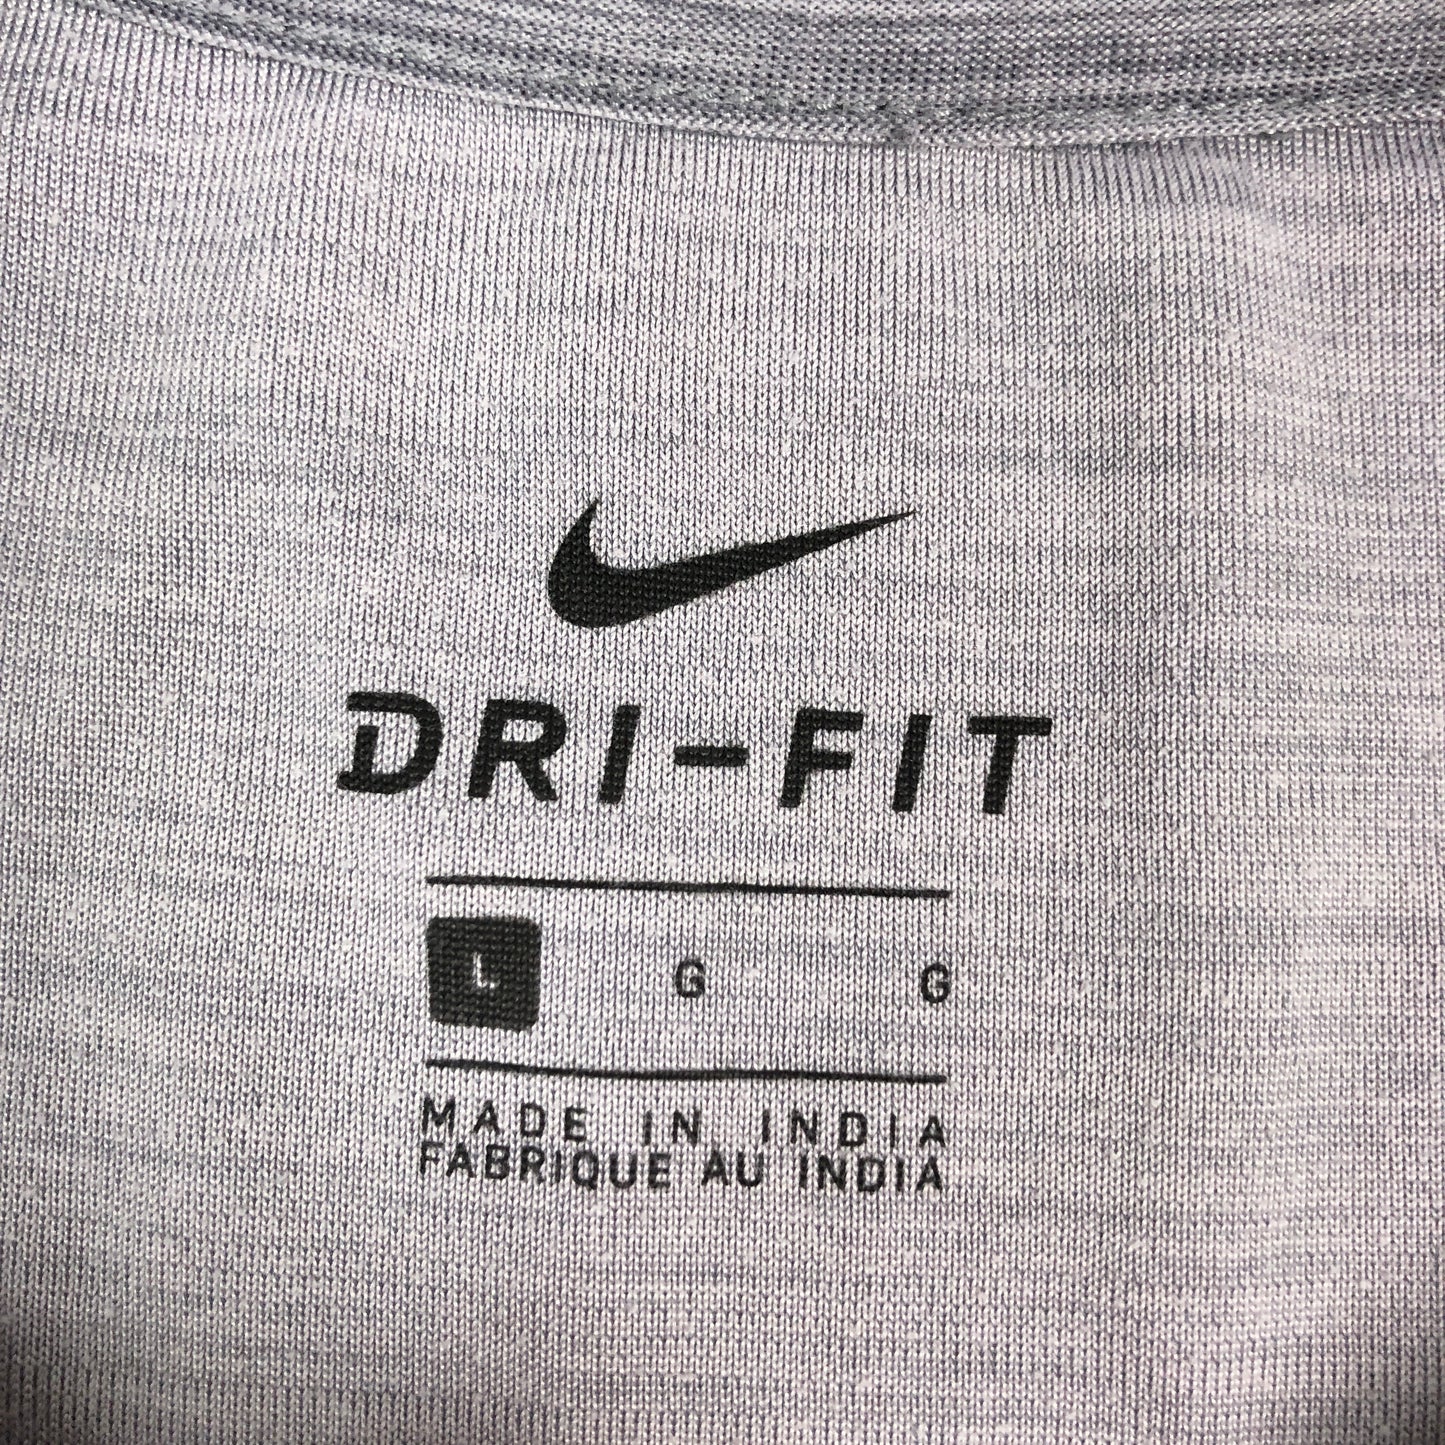 DRI-FIT
L G G
MADE IN INDIA
FABRIQUE AU INDIA